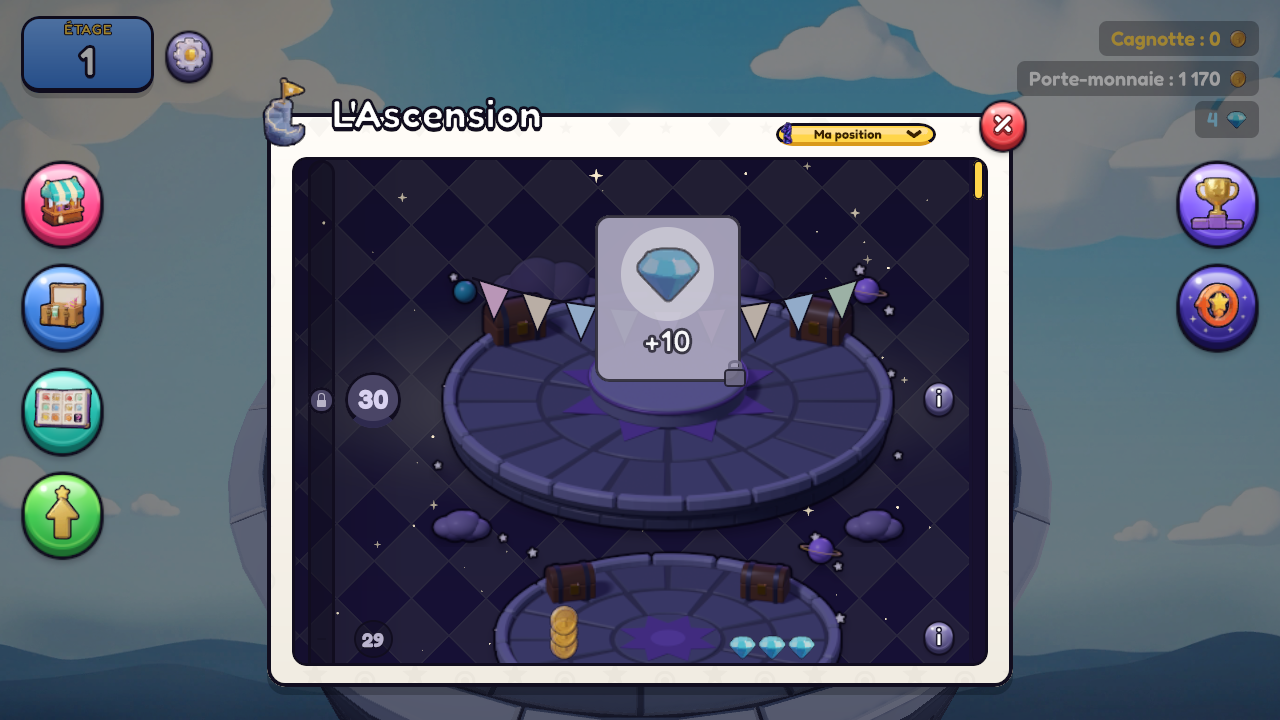 ÉTAGE
1
Cagnotte : 0
Porte-monnaie : 1 170
4
L'Ascension
Ma position
+10
30
i
29
i